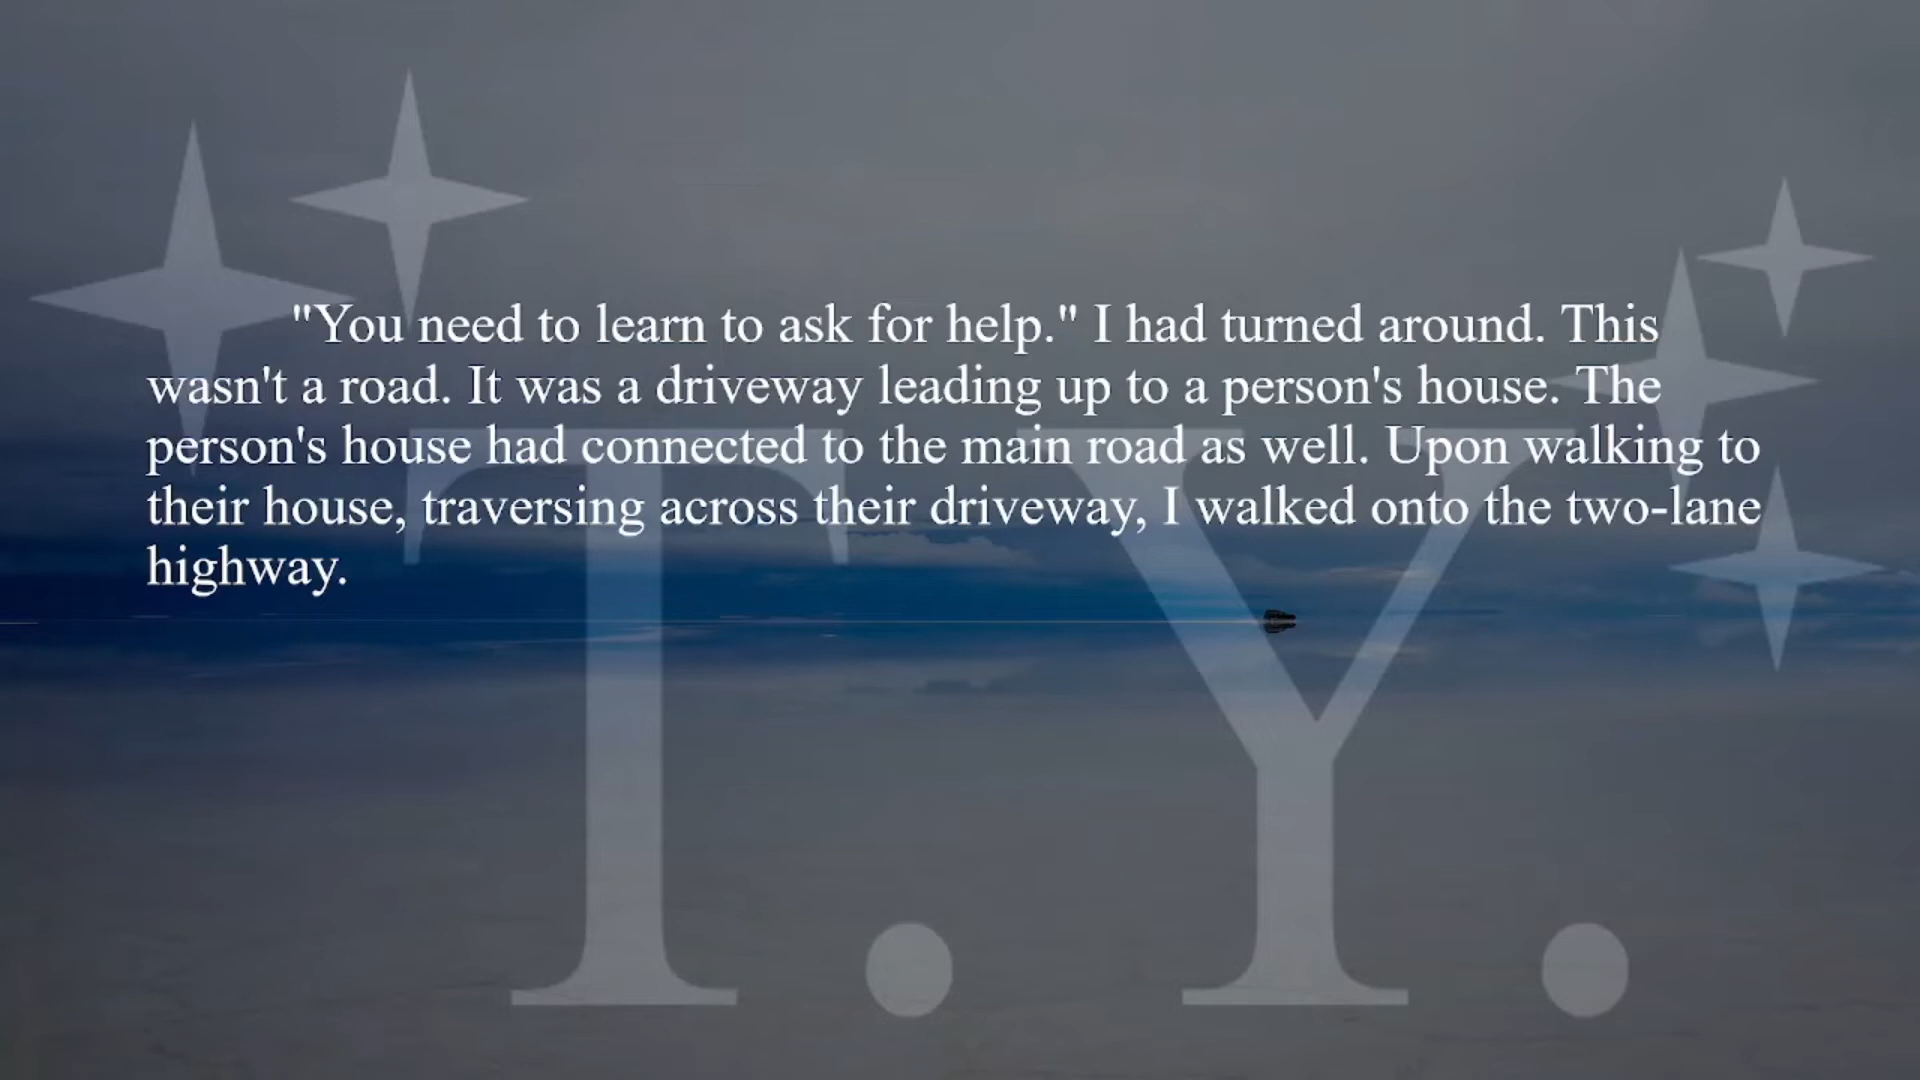 "You need to learn to ask for help." I had turned around. This
wasn't a road. It was a driveway leading up to a person's house. The
person's house had connected to the main road as well. Upon walking to
their house, traversing across their driveway, I walked onto the two-lane
highway.
T.Y.